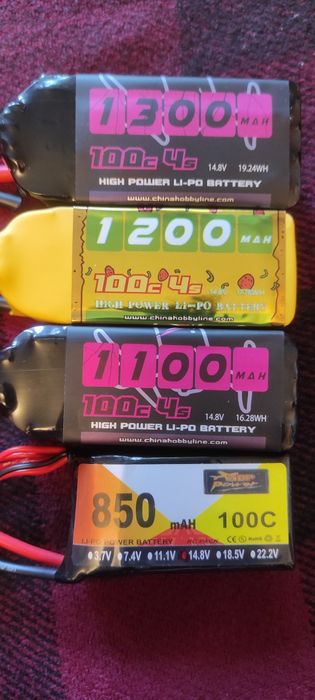 1300 MAH
100c 4s 14.8V 19.24WH
HIGH POWER LI-PO BATTERY
www.chinahobbyline.com
1200 MAH
100c 4s 14.8V
HIGH POWER LI-PO BATTERY
www.chinahobbyline.com
1100 MAH
100c 4s 14.8V 16.28WH
HIGH POWER LI-PO BATTERY
www.chinahobbyline.com
power
850 mAH 100C
LI-PO POWER BATTERY
3.7V 7.4V 11.1V 14.8V 18.5V 22.2V